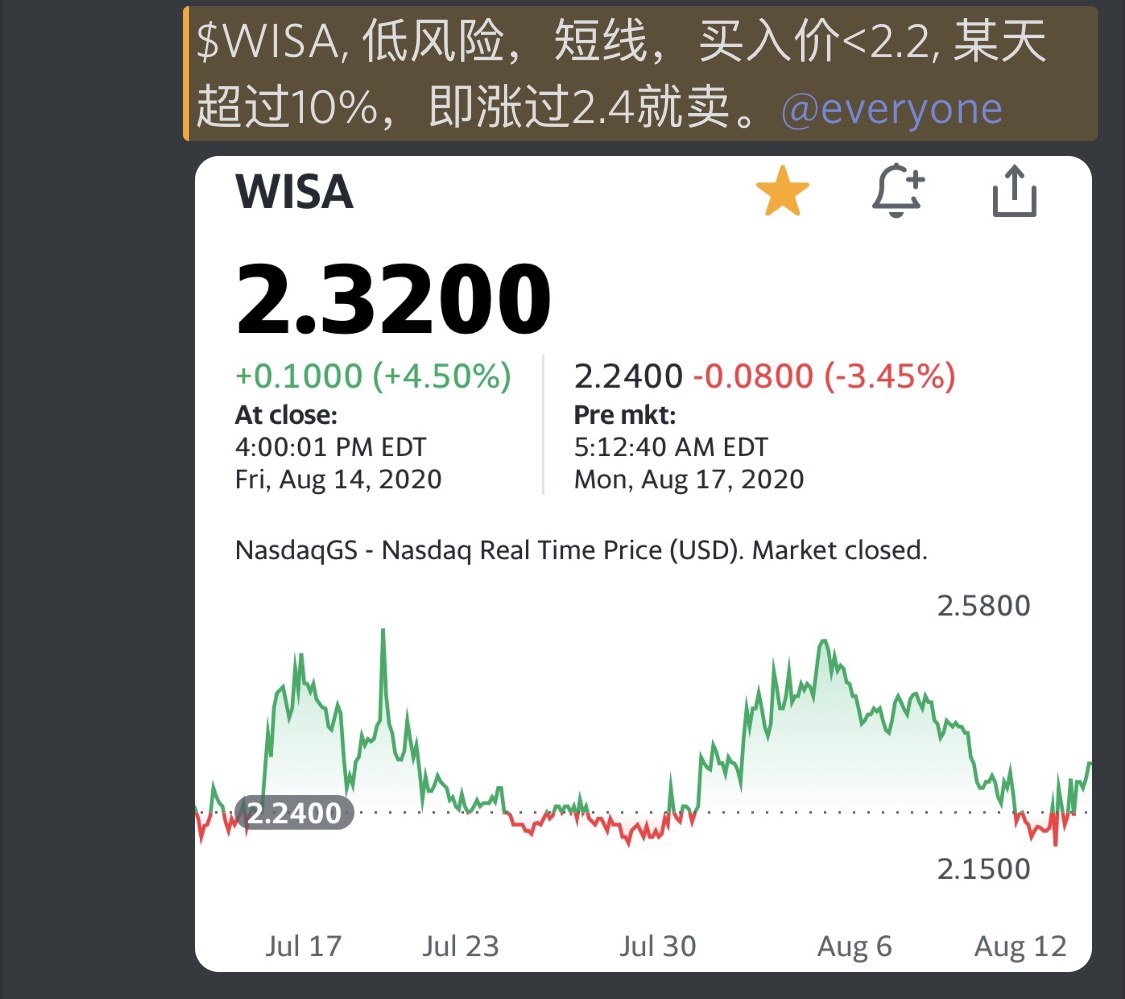 $WISA, 低风险，短线，买入价<2.2, 某天
超过10%，即涨过2.4就卖。@everyone
WISA
2.3200
+0.1000 (+4.50%)
2.2400 -0.0800 (-3.45%)
At close:
Pre mkt:
4:00:01 PM EDT
5:12:40 AM EDT
Fri, Aug 14, 2020
Mon, Aug 17, 2020
NasdaqGS - Nasdaq Real Time Price (USD). Market closed.
2.5800
2.2400
2.1500
Jul 17 Jul 23 Jul 30 Aug 6 Aug 12